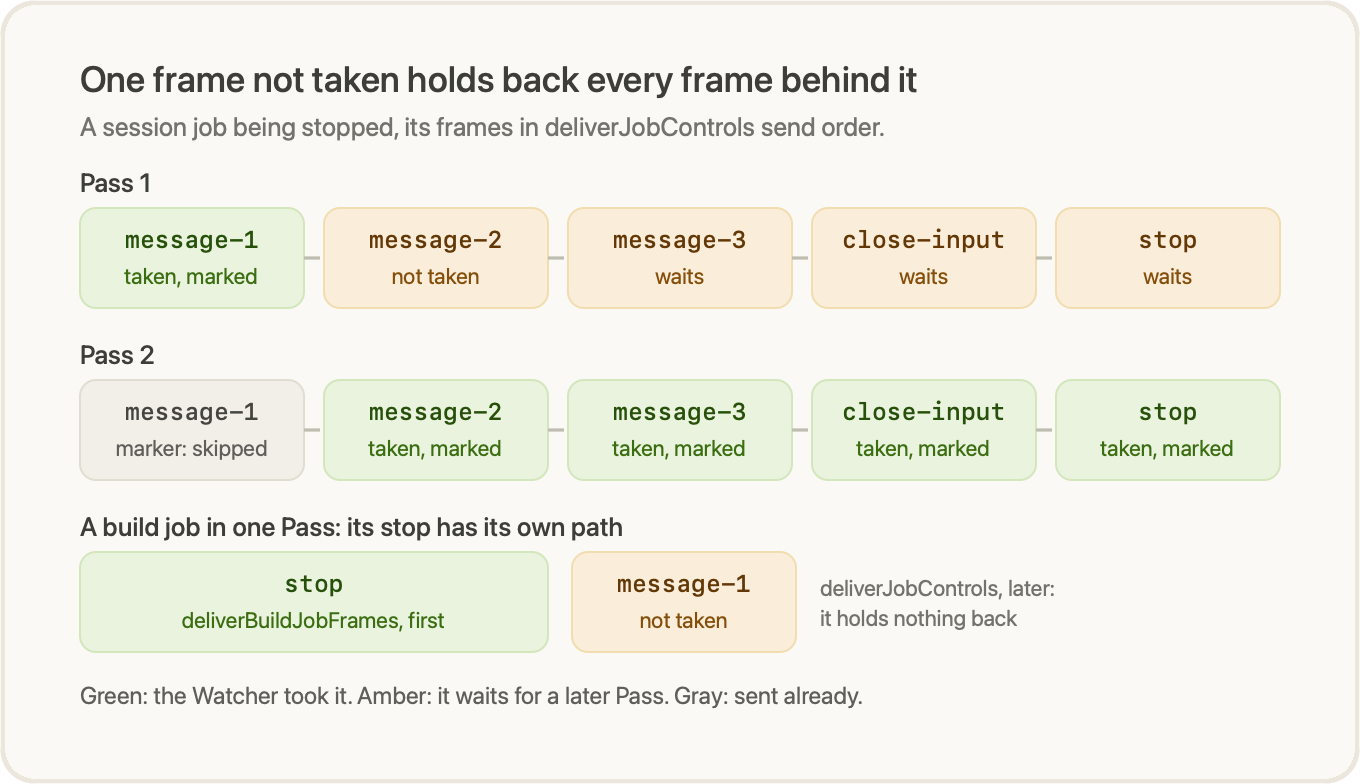 One frame not taken holds back every frame behind it
A session job being stopped, its frames in deliverJobControls send order.
Pass 1
message-1
taken, marked
message-2
not taken
message-3
waits
close-input
waits
stop
waits
Pass 2
message-1
marker: skipped
message-2
taken, marked
message-3
taken, marked
close-input
taken, marked
stop
taken, marked
A build job in one Pass: its stop has its own path
stop
deliverBuildJobFrames, first
message-1
not taken
deliverJobControls, later:
it holds nothing back
Green: the Watcher took it. Amber: it waits for a later Pass. Gray: sent already.